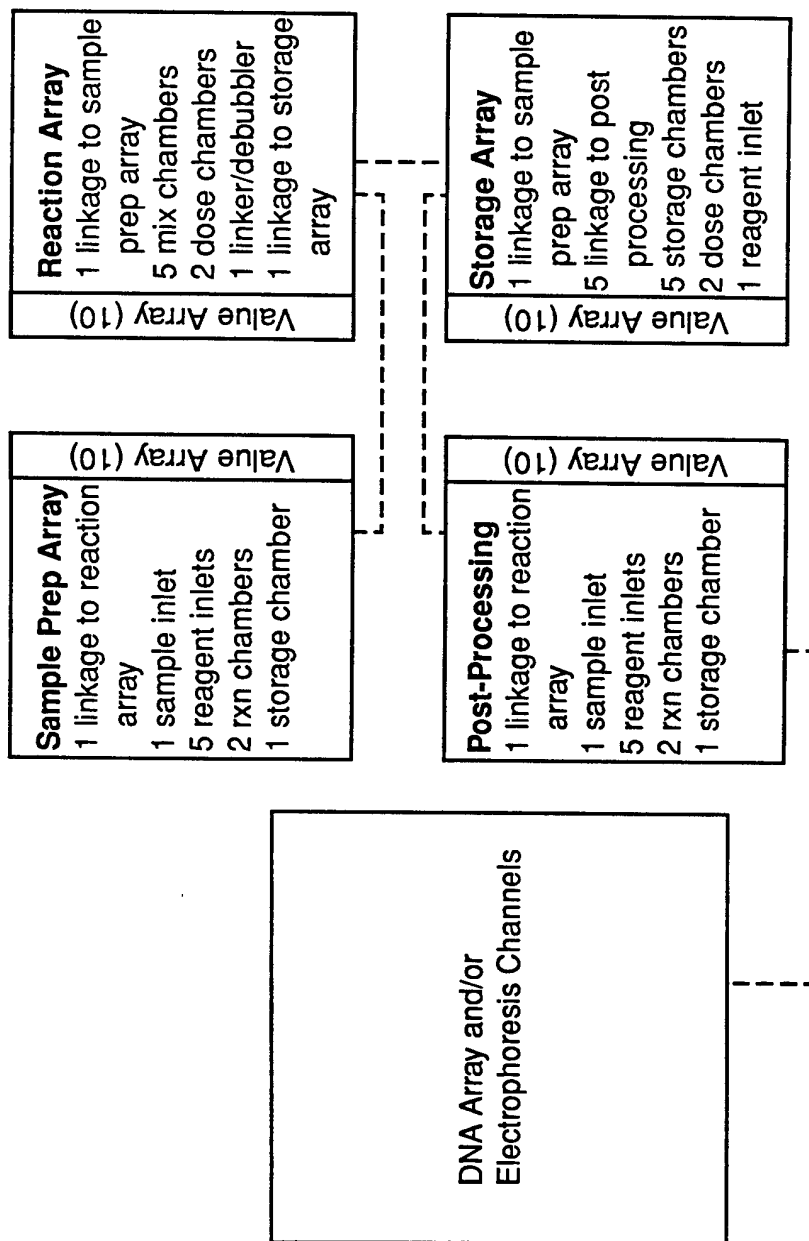 Sample Prep Array
1 linkage to reaction
array
1 sample inlet
5 reagent inlets
2 rxn chambers
1 storage chamber
Value Array (10)
Reaction Array
1 linkage to sample
prep array
5 mix chambers
2 dose chambers
1 linker/debubbler
1 linkage to storage
array
Value Array (10)
DNA Array and/or
Electrophoresis Channels
Post-Processing
1 linkage to reaction
array
1 sample inlet
5 reagent inlets
2 rxn chambers
1 storage chamber
Value Array (10)
Storage Array
1 linkage to sample
prep array
5 linkage to post
processing
5 storage chambers
2 dose chambers
1 reagent inlet
Value Array (10)